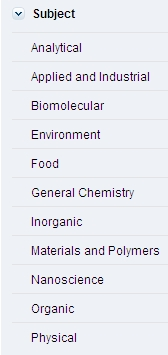 Subject
Analytical
Applied and Industrial
Biomolecular
Environment
Food
General Chemistry
Inorganic
Materials and Polymers
Nanoscience
Organic
Physical